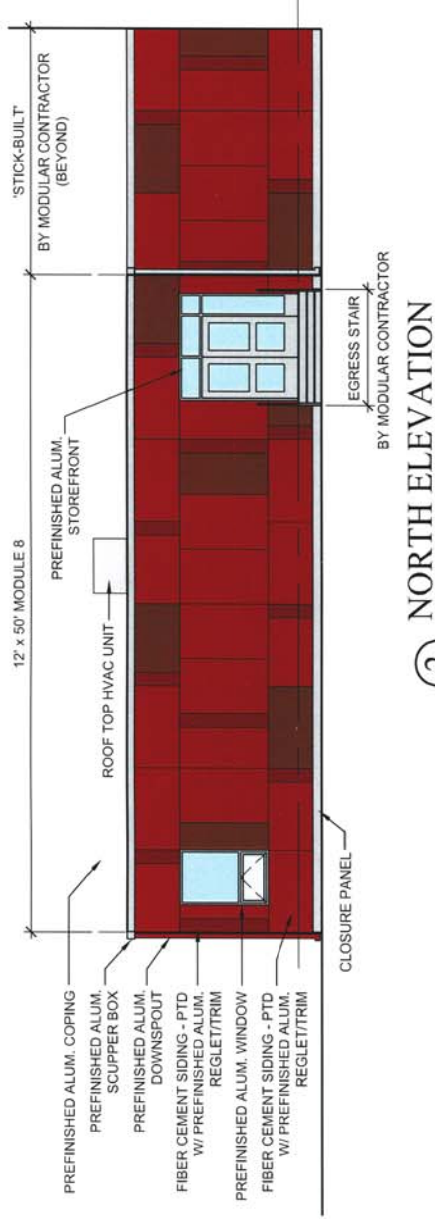 12' x 50' MODULE 8
'STICK-BUILT'
BY MODULAR CONTRACTOR
(BEYOND)
PREFINISHED ALUM. COPING
PREFINISHED ALUM.
SCUPPER BOX
PREFINISHED ALUM.
DOWNSPOUT
FIBER CEMENT SIDING - PTD
W/ PREFINISHED ALUM.
REGLET/TRIM
PREFINISHED ALUM. WINDOW
FIBER CEMENT SIDING - PTD
W/ PREFINISHED ALUM.
REGLET/TRIM
ROOF TOP HVAC UNIT
PREFINISHED ALUM.
STOREFRONT
CLOSURE PANEL
EGRESS STAIR
BY MODULAR CONTRACTOR
NORTH ELEVATION